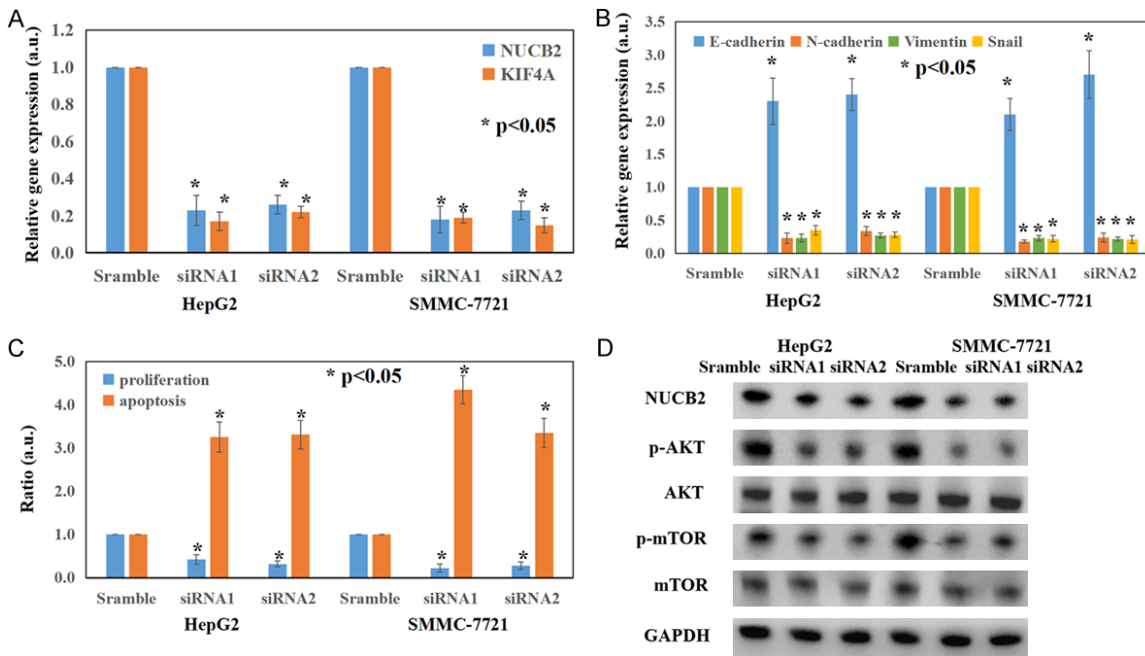 A
Relative gene expression (a.u.)
1.2
1.0
0.8
0.6
0.4
0.2
0.0
NUCB2
KIF4A
* p<0.05
* * * * * * * *
Sramble siRNA1 siRNA2 Sramble siRNA1 siRNA2
HepG2 SMMC-7721
B
Relative gene expression (a.u.)
3.5
3.0
2.5
2.0
1.5
1.0
0.5
0.0
E-cadherin N-cadherin Vimentin Snail
* p<0.05
* * * *
* * * * * * * * * * * *
Sramble siRNA1 siRNA2 Sramble siRNA1 siRNA2
HepG2 SMMC-7721
C
Ratio (a.u.)
5.0
4.0
3.0
2.0
1.0
0.0
proliferation
apoptosis
* p<0.05
* * * *
* * * *
Sramble siRNA1 siRNA2 Sramble siRNA1 siRNA2
HepG2 SMMC-7721
D
HepG2 SMMC-7721
Sramble siRNA1 siRNA2 Sramble siRNA1 siRNA2
NUCB2
p-AKT
AKT
p-mTOR
mTOR
GAPDH